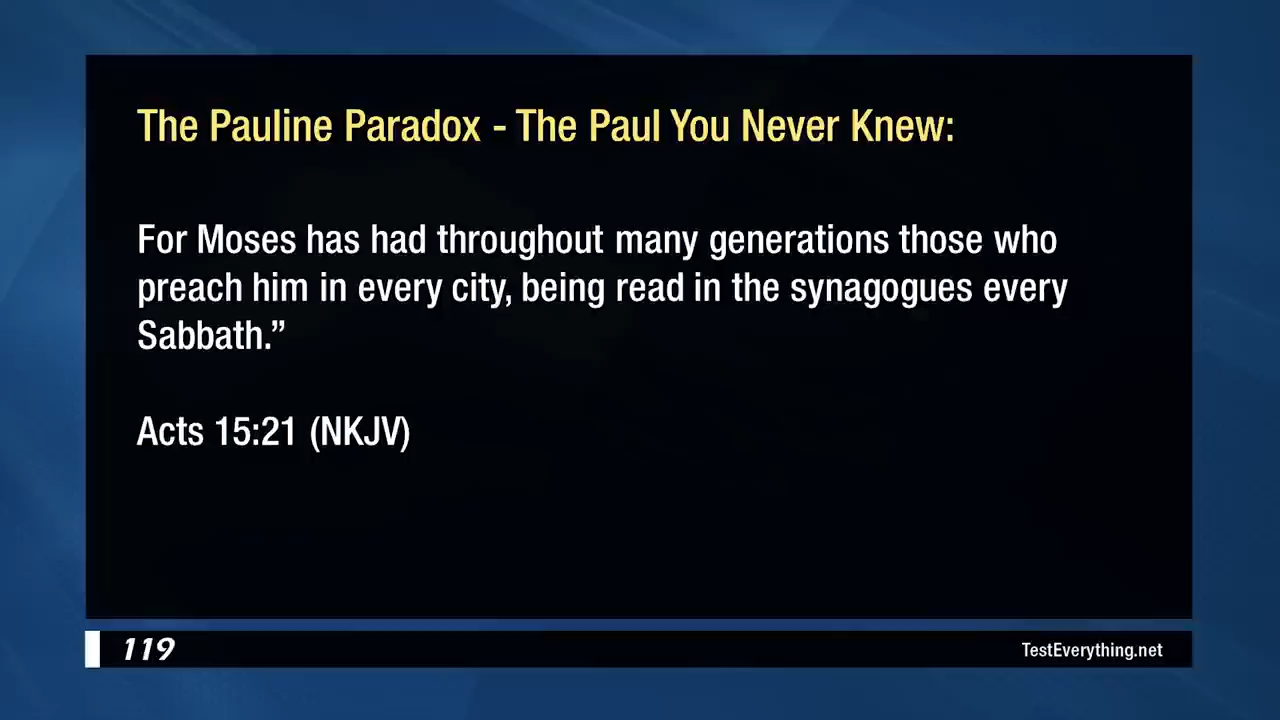 The Pauline Paradox - The Paul You Never Knew:
For Moses has had throughout many generations those who
preach him in every city, being read in the synagogues every
Sabbath.”
Acts 15:21 (NKJV)
119
TestEverything.net